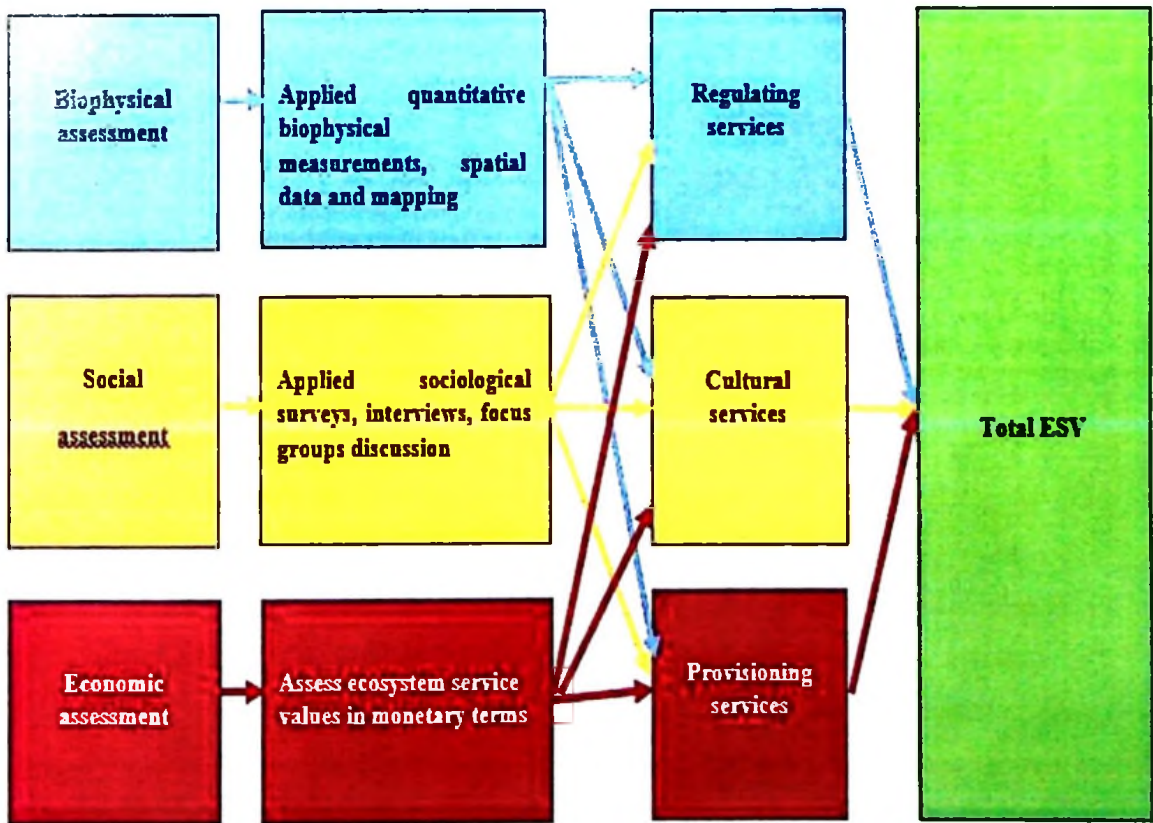 Biophysical
assessment
Applied quantitative
biophysical
measurements, spatial
data and mapping
Regulating
services
Social
assessment
Applied sociological
surveys, interviews, focus
groups discussion
Cultural
services
Total ESV
Economic
assessment
Assess ecosystem service
values in monetary terms
Provisioning
services